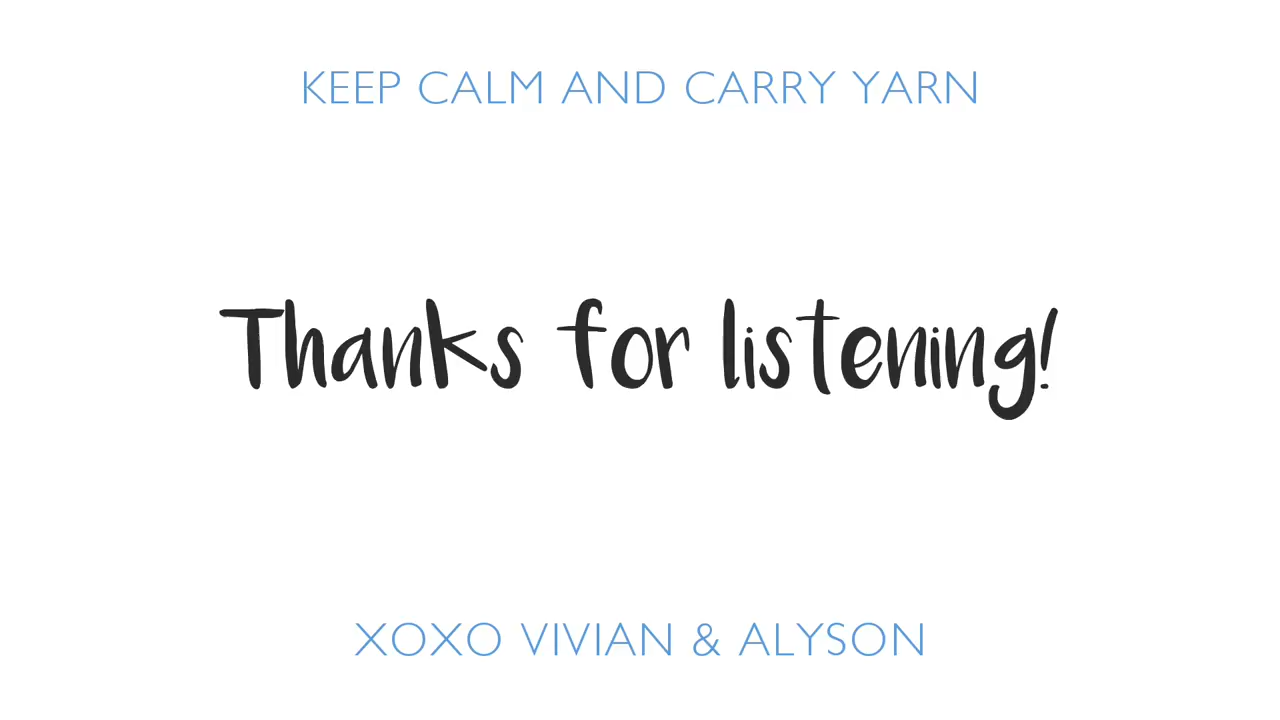 KEEP CALM AND CARRY YARN
Thanks for listening!
XOXO VIVIAN & ALYSON